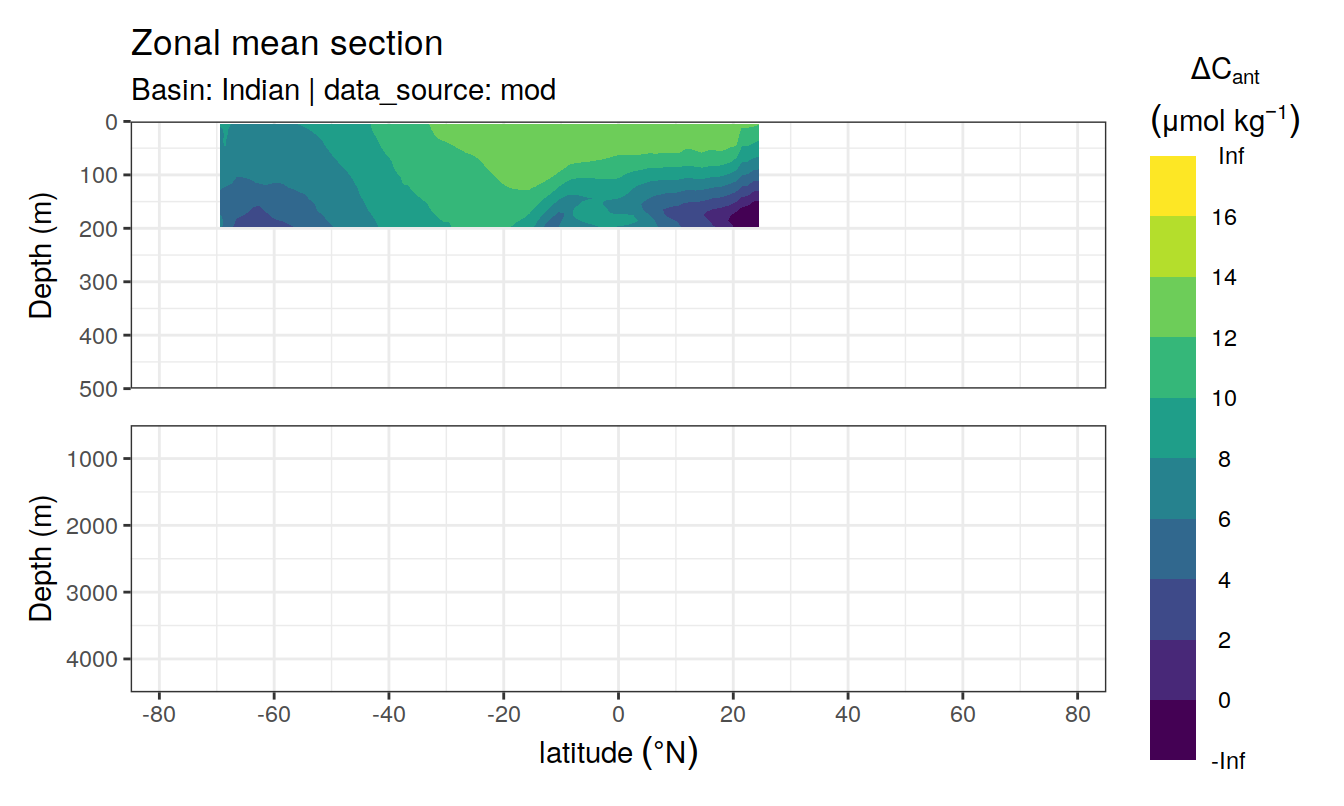 Zonal mean section
Basin: Indian | data_source: mod
ΔCant
(μmol kg⁻¹)
Inf
16
14
12
10
8
6
4
2
0
-Inf
Depth (m)
0
100
200
300
400
500
Depth (m)
1000
2000
3000
4000
-80 -60 -40 -20 0 20 40 60 80
latitude (°N)